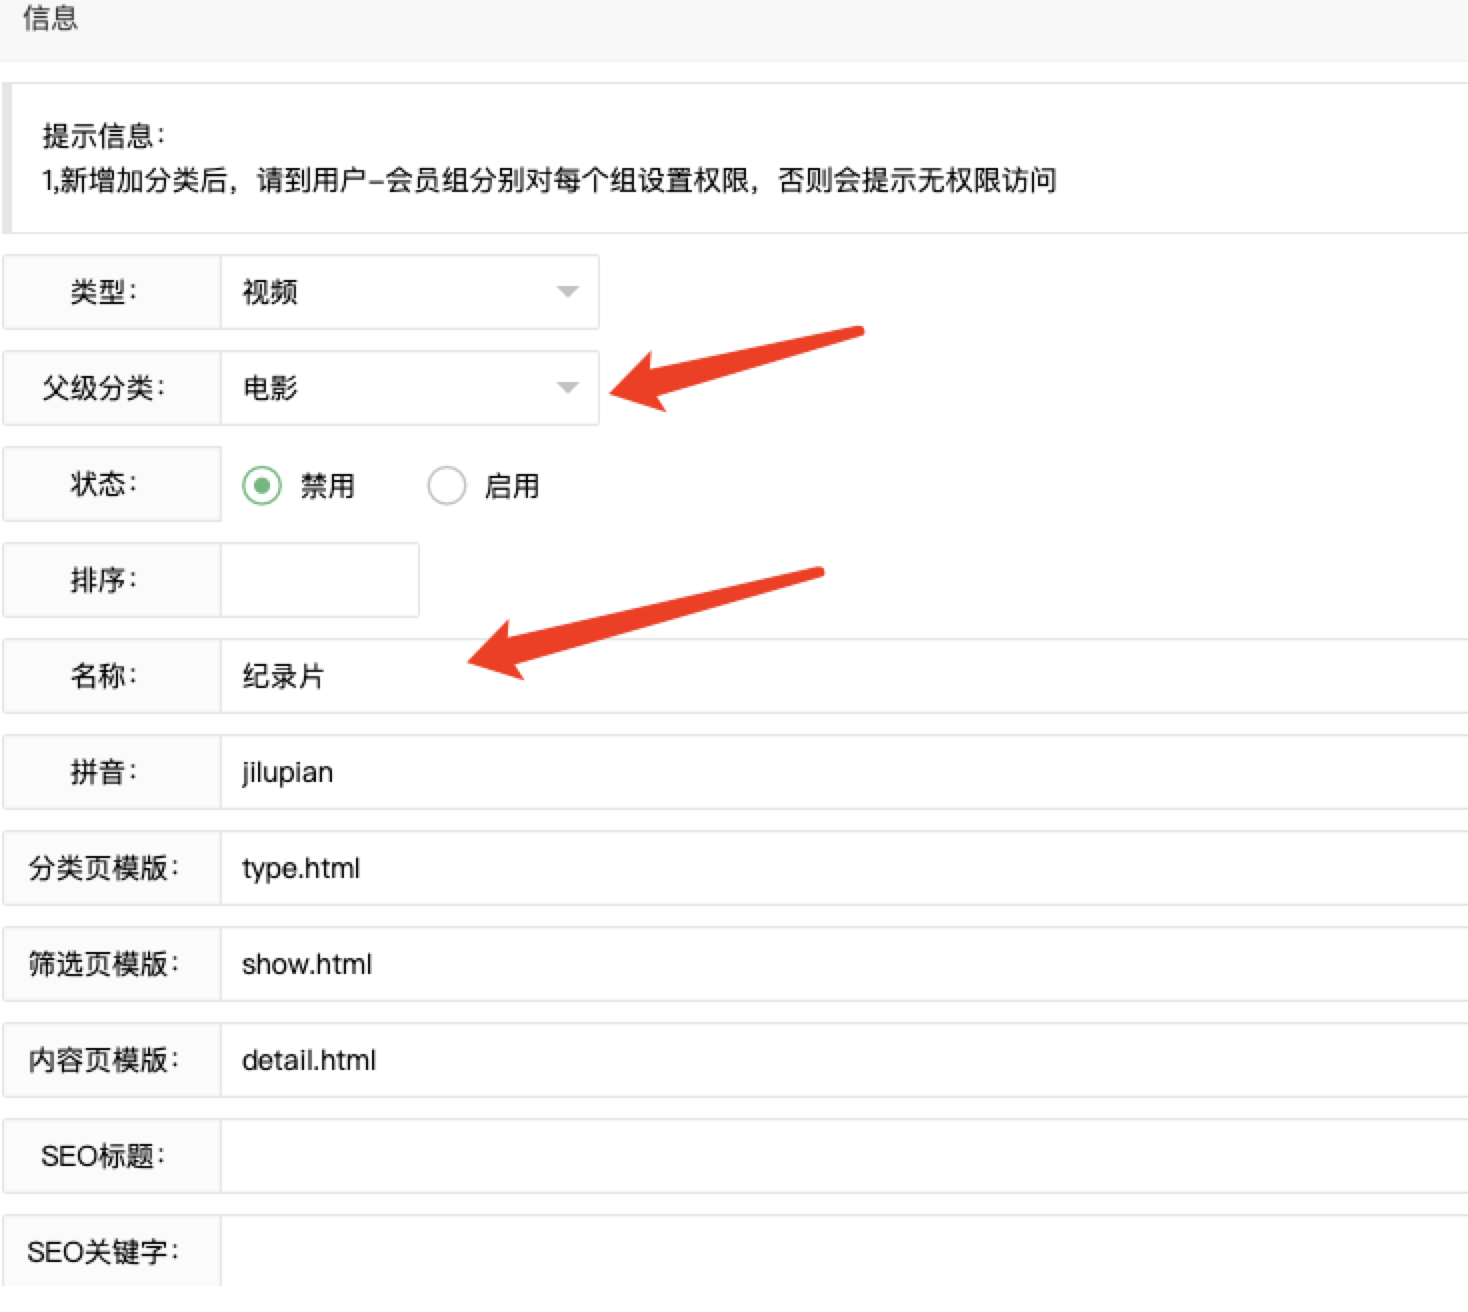 信息
提示信息：
1,新增加分类后，请到用户-会员组分别对每个组设置权限，否则会提示无权限访问
类型： 视频
父级分类： 电影
状态： 禁用 启用
排序：
名称： 纪录片
拼音： jilupian
分类页模版： type.html
筛选页模版： show.html
内容页模版： detail.html
SEO标题：
SEO关键字：